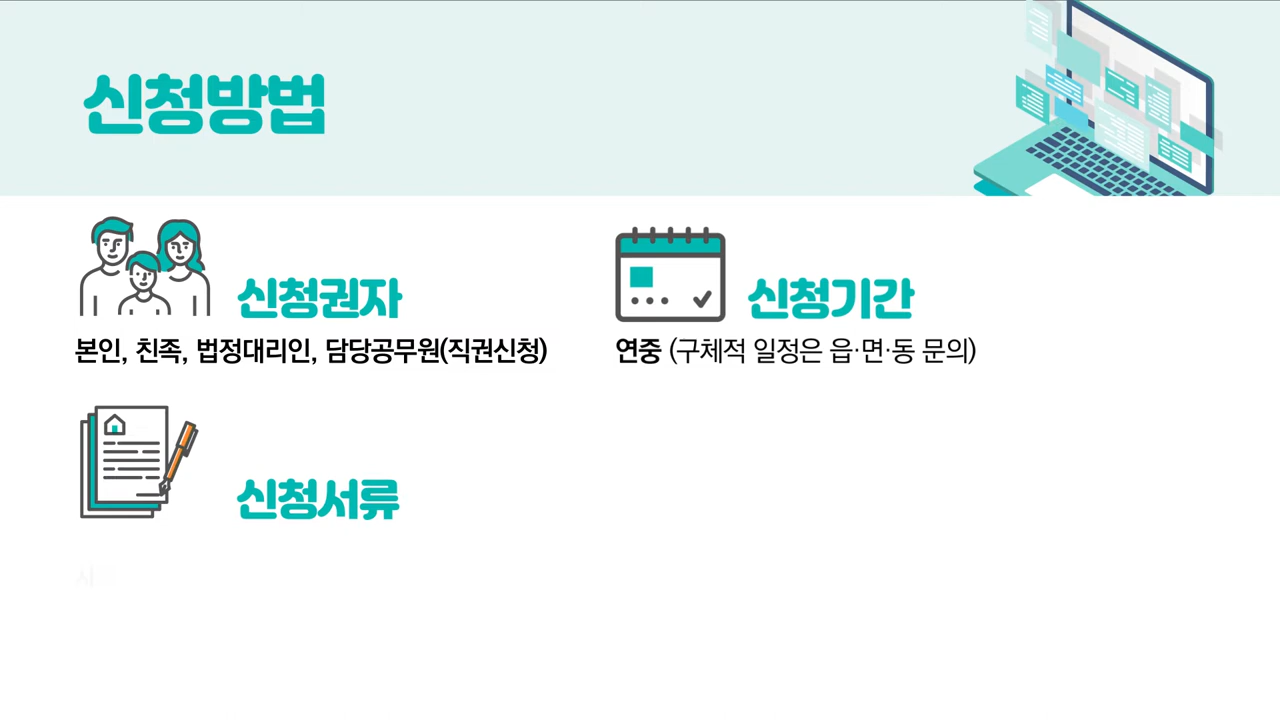 신청방법
신청권자
본인, 친족, 법정대리인, 담당공무원(직권신청)
신청기간
연중 (구체적 일정은 읍·면·동 문의)
신청서류